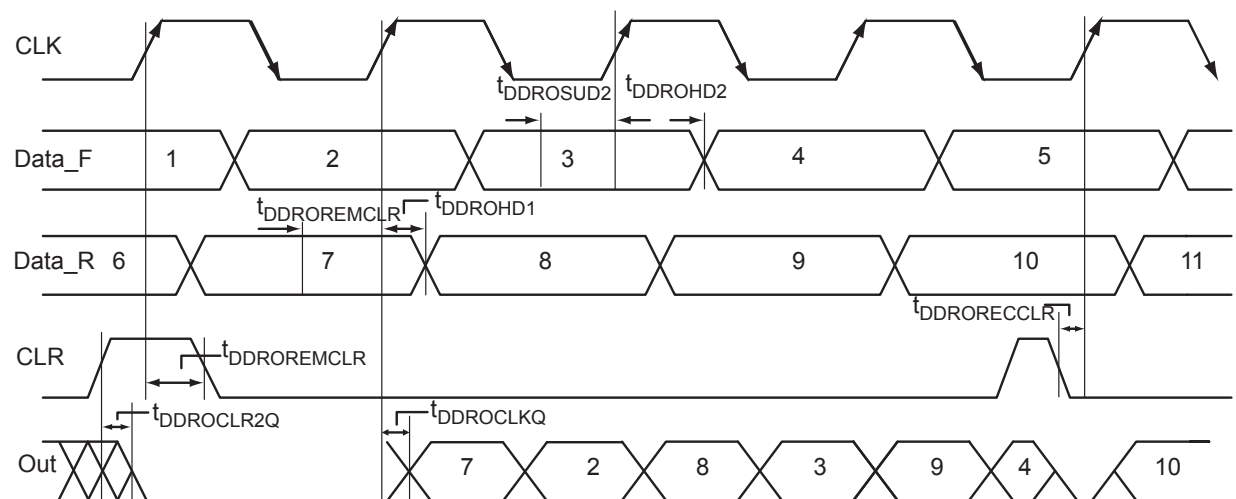 CLK
tDDROSUD2 tDDROHD2
Data_F 1 2 3 4 5
tDDROREMCLR tDDROHD1
Data_R 6 7 8 9 10 11
tDDRORECCLR
CLR
tDDROREMCLR
tDDROCLR2Q tDDROCLKQ
Out 7 2 8 3 9 4 10